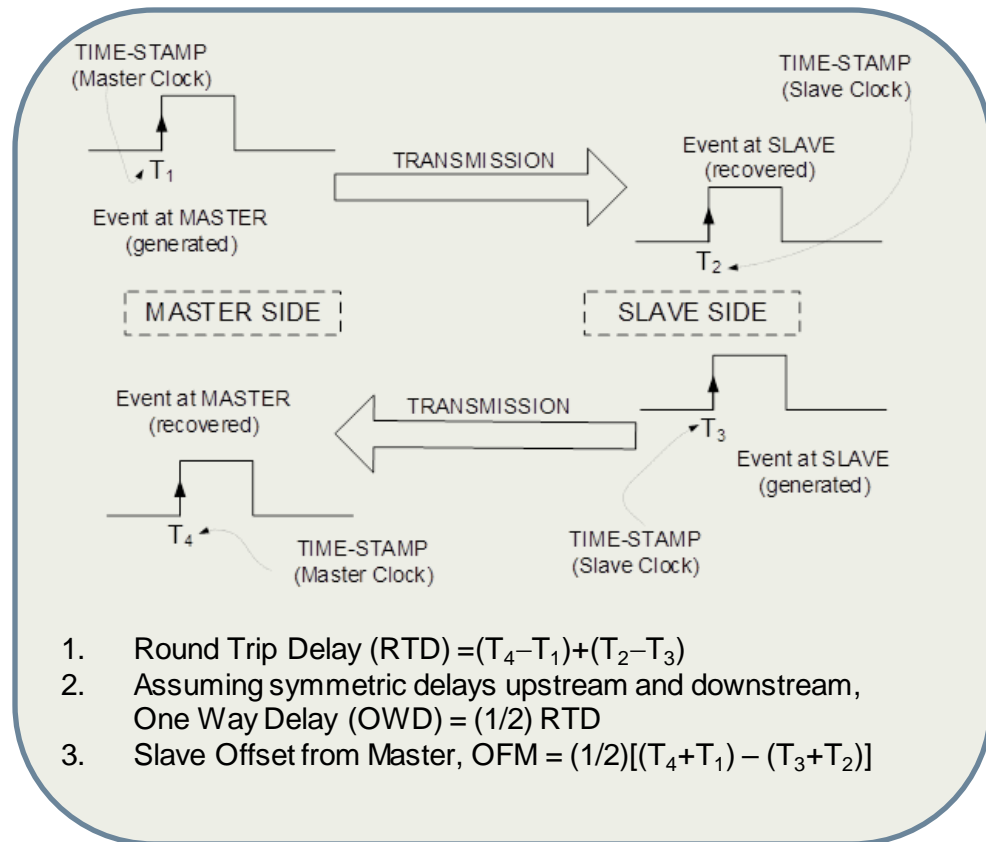 TIME-STAMP
(Master Clock)
TIME-STAMP
(Slave Clock)
T₁
TRANSMISSION
Event at SLAVE
(recovered)
Event at MASTER
(generated)
T₂
MASTER SIDE
SLAVE SIDE
Event at MASTER
(recovered)
TRANSMISSION
T₃
Event at SLAVE
(generated)
T₄
TIME-STAMP
(Master Clock)
TIME-STAMP
(Slave Clock)
1. Round Trip Delay (RTD) =(T₄–T₁)+(T₂–T₃)
2. Assuming symmetric delays upstream and downstream,
One Way Delay (OWD) = (1/2) RTD
3. Slave Offset from Master, OFM = (1/2)[(T₄+T₁) – (T₃+T₂)]